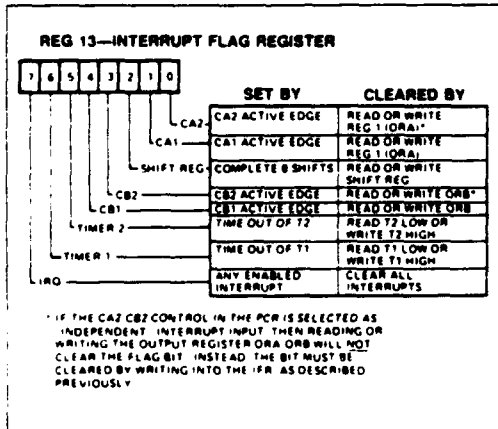 REG 13—INTERRUPT FLAG REGISTER
7 6 5 4 3 2 1 0
SET BY CLEARED BY
CA2 CA2 ACTIVE EDGE READ OR WRITE
REG 1 (ORA)*
CA1 CA1 ACTIVE EDGE READ OR WRITE
REG 1 (ORA)
SHIFT REG COMPLETE 8 SHIFTS READ OR WRITE
SHIFT REG
CB2 CB2 ACTIVE EDGE READ OR WRITE ORB*
CB1 CB1 ACTIVE EDGE READ OR WRITE ORB
TIMER 2 TIME OUT OF T2 READ T2 LOW OR
WRITE T2 HIGH
TIMER 1 TIME OUT OF T1 READ T1 LOW OR
WRITE T1 HIGH
IRQ ANY ENABLED CLEAR ALL
INTERRUPT INTERRUPTS
* IF THE CA2 CB2 CONTROL IN THE PCR IS SELECTED AS
INDEPENDENT INTERRUPT INPUT THEN READING OR
WRITING THE OUTPUT REGISTER ORA ORB WILL NOT
CLEAR THE FLAG BIT INSTEAD THE BIT MUST BE
CLEARED BY WRITING INTO THE IFR AS DESCRIBED
PREVIOUSLY